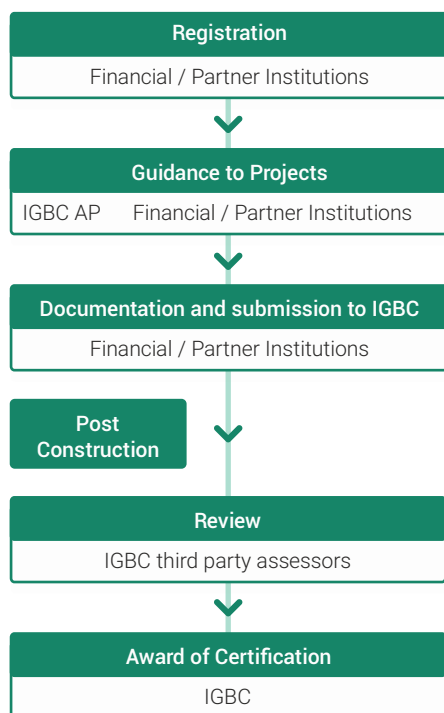 Registration
Financial / Partner Institutions
Guidance to Projects
IGBC AP Financial / Partner Institutions
Documentation and submission to IGBC
Financial / Partner Institutions
Post
Construction
Review
IGBC third party assessors
Award of Certification
IGBC